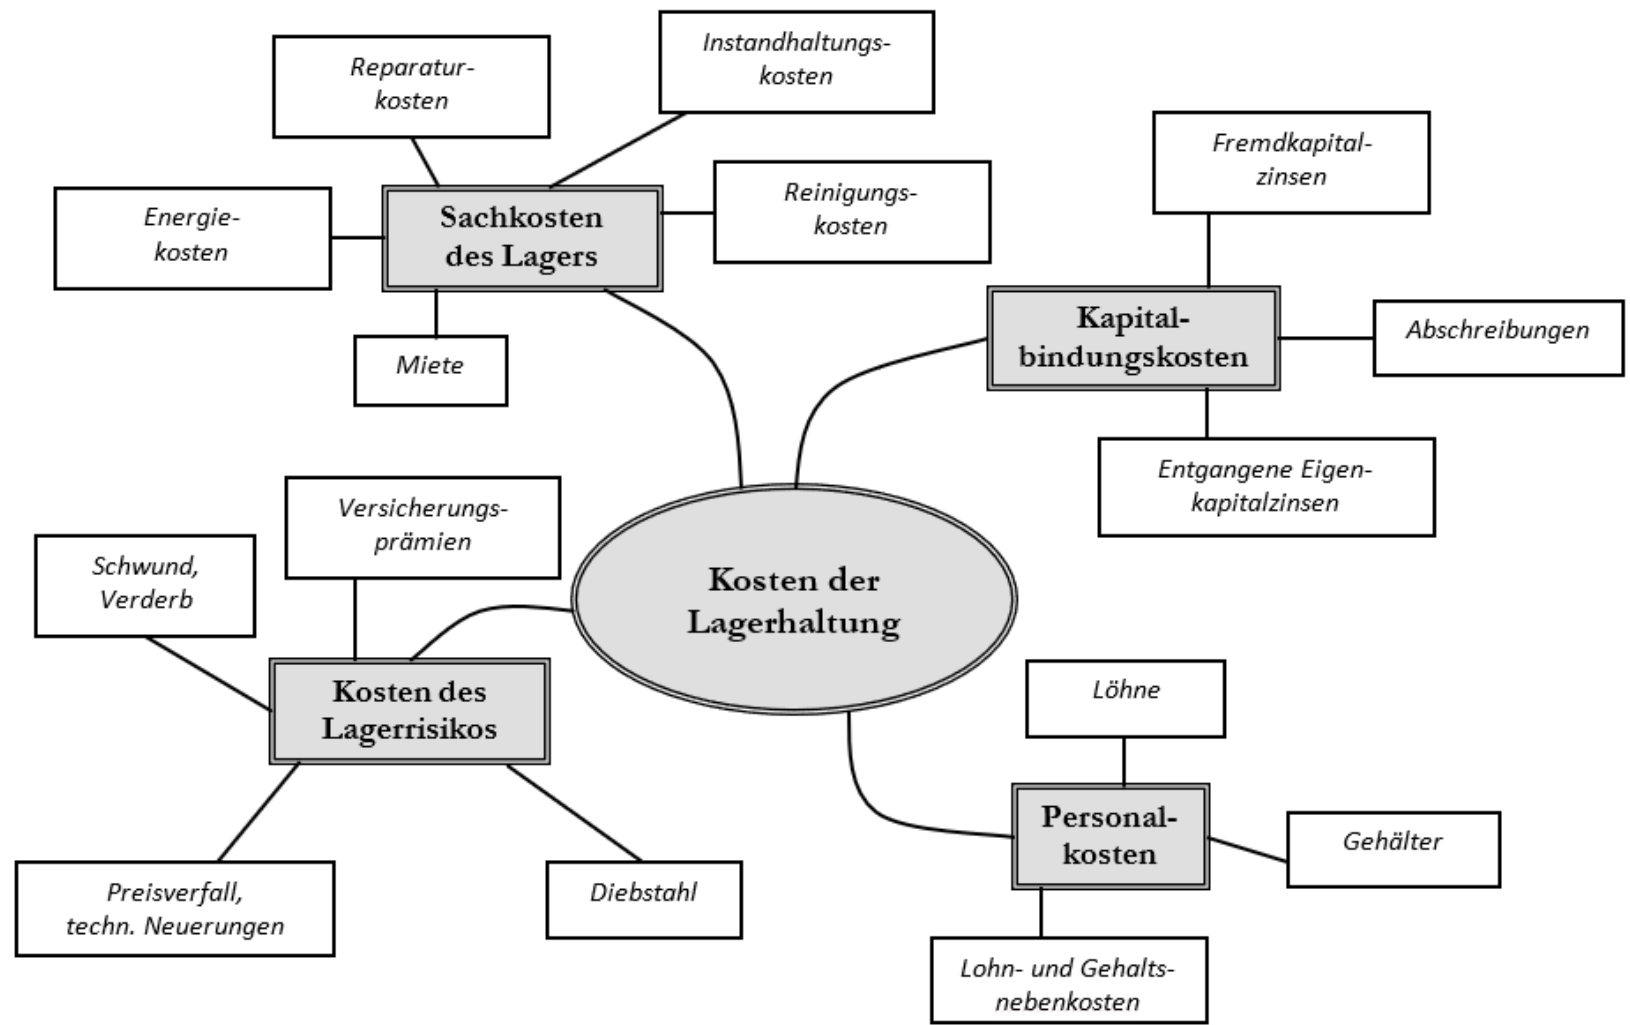 Reparatur-
kosten
Instandhaltungs-
kosten
Energie-
kosten
Sachkosten
des Lagers
Reinigungs-
kosten
Miete
Fremdkapital-
zinsen
Kapital-
bindungskosten
Abschreibungen
Entgangene Eigen-
kapitalzinsen
Versicherungs-
prämien
Schwund,
Verderb
Kosten der
Lagerhaltung
Kosten des
Lagerrisikos
Preisverfall,
techn. Neuerungen
Diebstahl
Löhne
Personal-
kosten
Gehälter
Lohn- und Gehalts-
nebenkosten